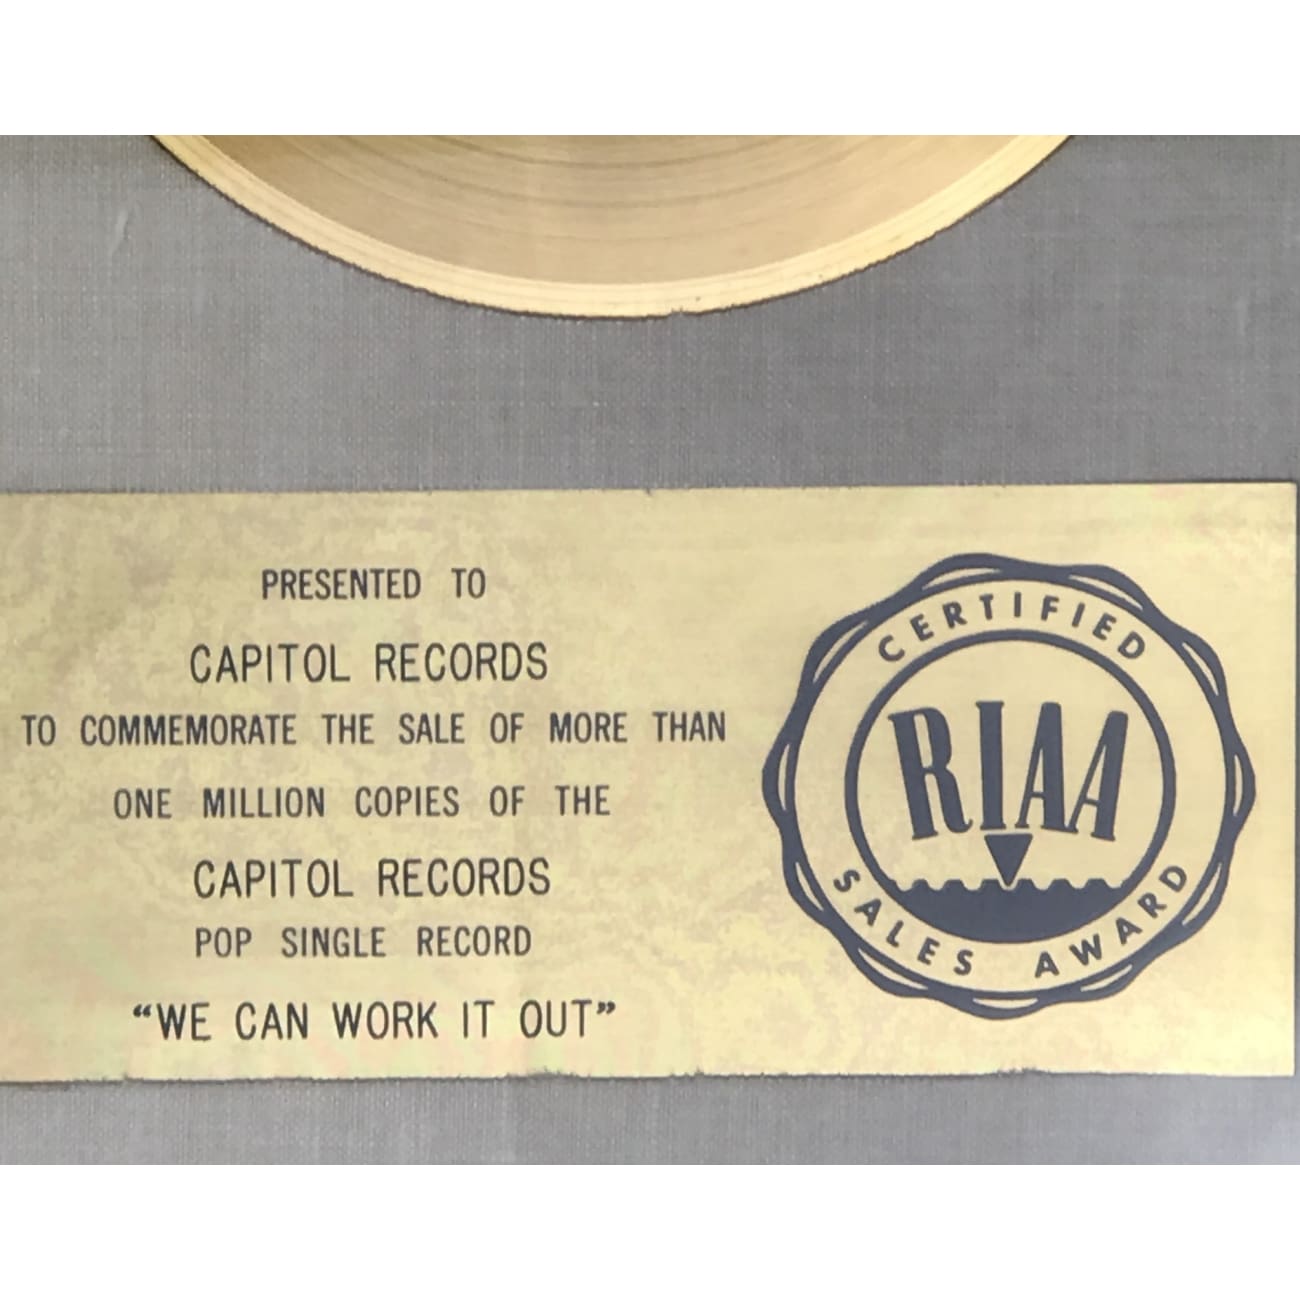 PRESENTED TO
CAPITOL RECORDS
TO COMMEMORATE THE SALE OF MORE THAN
ONE MILLION COPIES OF THE
CAPITOL RECORDS
POP SINGLE RECORD
“WE CAN WORK IT OUT”
CERTIFIED
RIAA
SALES AWARD